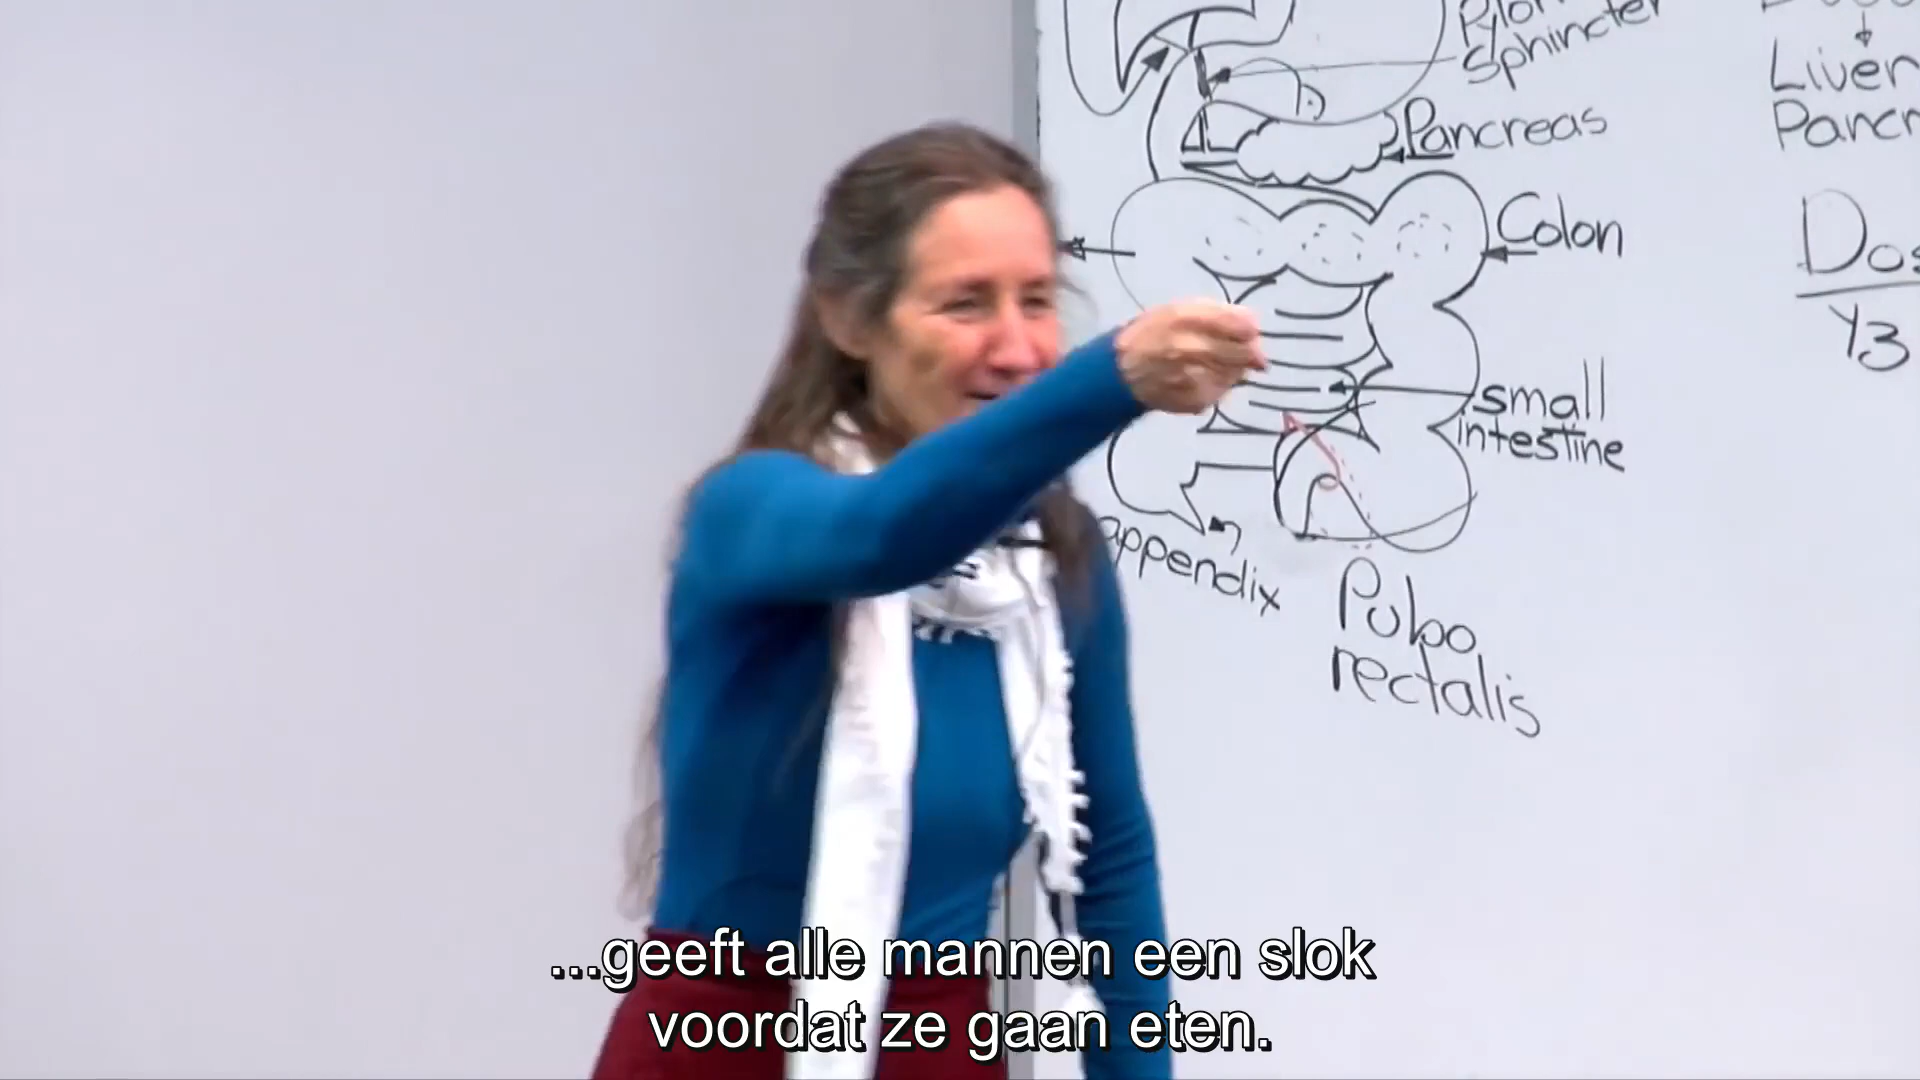 sphincter
Liver
Pancreas
Colon
small
intestine
appendix
Pubo
rectalis
Y3
...geeft alle mannen een slok
voordat ze gaan eten.